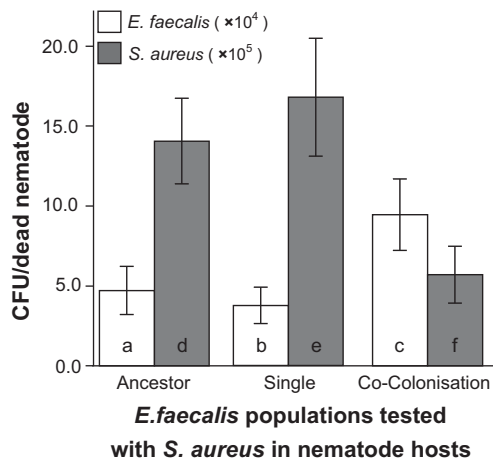 E. faecalis ( ×10⁴)
S. aureus ( ×10⁵)
CFU/dead nematode
20.0
15.0
10.0
5.0
0.0
a d b e c f
Ancestor Single Co-Colonisation
E.faecalis populations tested
with S. aureus in nematode hosts